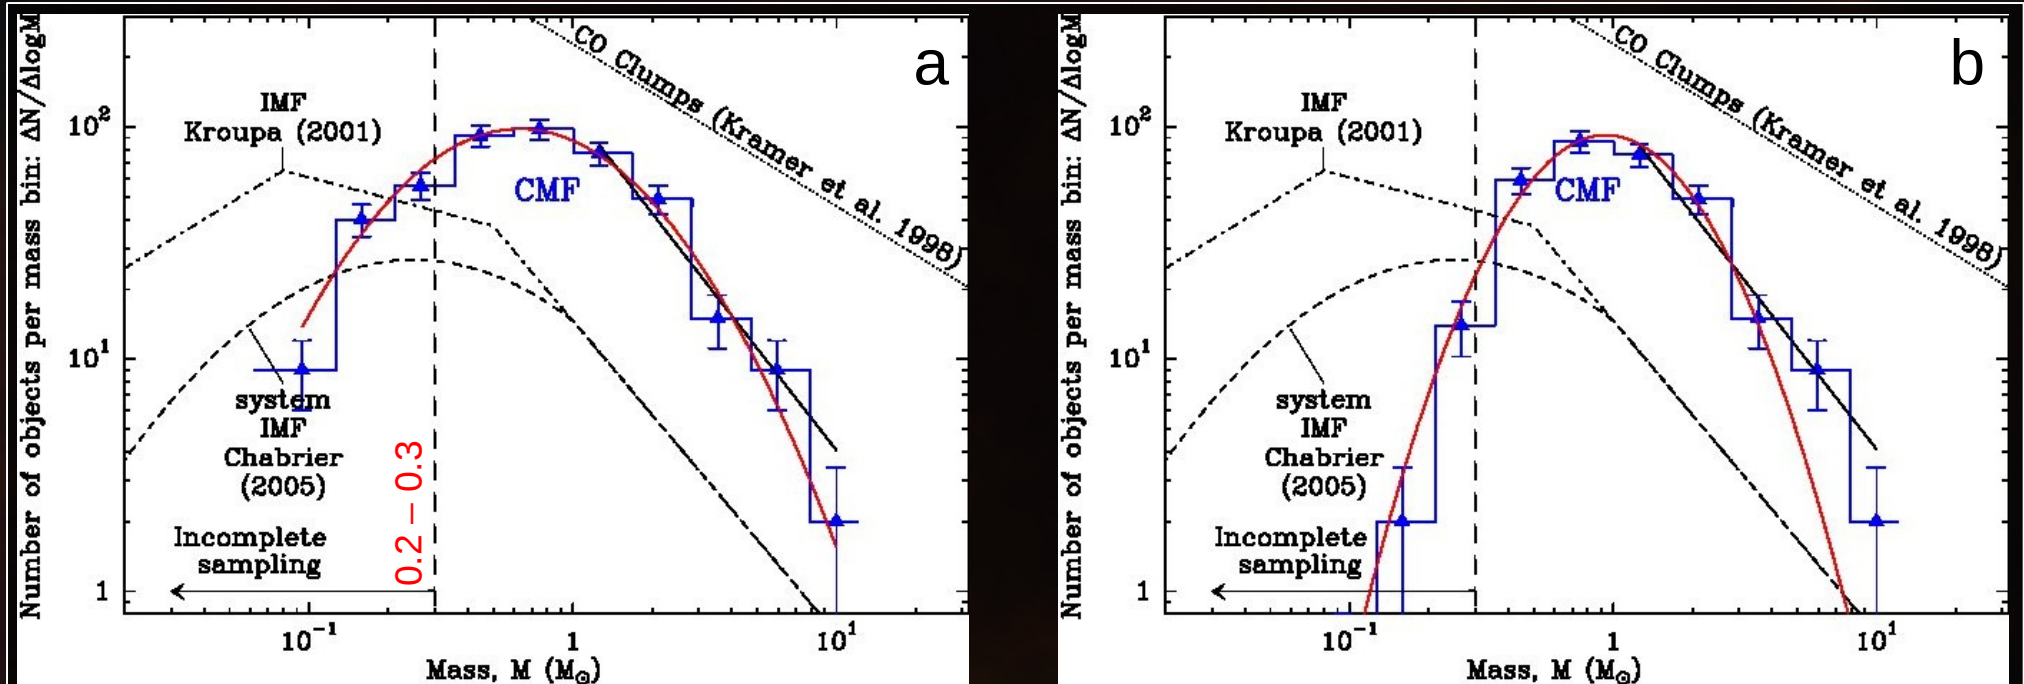 Number of objects per mass bin: ΔN/ΔlogM
a
CO Clumps (Kramer et al. 1998)
IMF
Kroupa (2001)
CMF
system
IMF
Chabrier
(2005)
0.2 – 0.3
Incomplete
sampling
10²
10¹
1
10⁻¹
1
10¹
Mass, M (M☉)
Number of objects per mass bin: ΔN/ΔlogM
b
CO Clumps (Kramer et al. 1998)
IMF
Kroupa (2001)
CMF
system
IMF
Chabrier
(2005)
Incomplete
sampling
10²
10¹
1
10⁻¹
1
10¹
Mass, M (M☉)